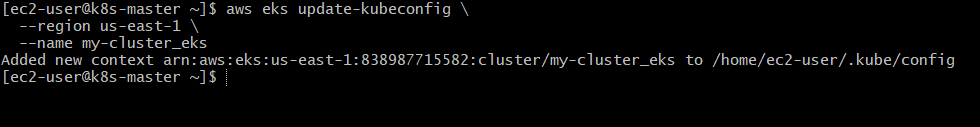 [ec2-user@k8s-master ~]$ aws eks update-kubeconfig \
  --region us-east-1 \
  --name my-cluster_eks
Added new context arn:aws:eks:us-east-1:838987715582:cluster/my-cluster_eks to /home/ec2-user/.kube/config
[ec2-user@k8s-master ~]$